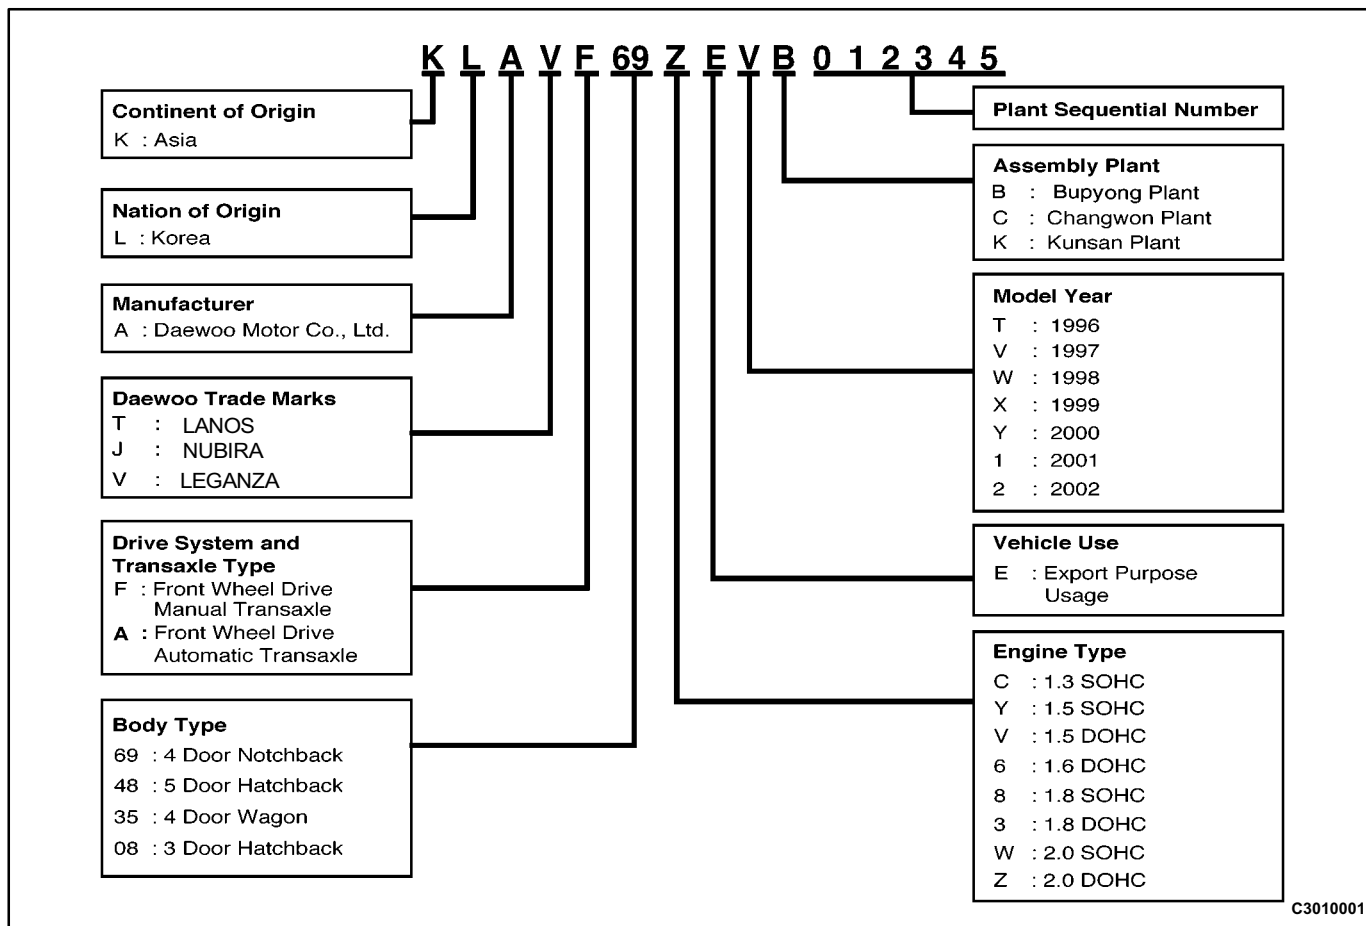 K L A V F 69 Z E V B 0 1 2 3 4 5
Continent of Origin
K : Asia
Nation of Origin
L : Korea
Manufacturer
A : Daewoo Motor Co., Ltd.
Daewoo Trade Marks
T : LANOS
J : NUBIRA
V : LEGANZA
Drive System and
Transaxle Type
F : Front Wheel Drive
Manual Transaxle
A : Front Wheel Drive
Automatic Transaxle
Body Type
69 : 4 Door Notchback
48 : 5 Door Hatchback
35 : 4 Door Wagon
08 : 3 Door Hatchback
Plant Sequential Number
Assembly Plant
B : Bupyong Plant
C : Changwon Plant
K : Kunsan Plant
Model Year
T : 1996
V : 1997
W : 1998
X : 1999
Y : 2000
1 : 2001
2 : 2002
Vehicle Use
E : Export Purpose
Usage
Engine Type
C : 1.3 SOHC
Y : 1.5 SOHC
V : 1.5 DOHC
6 : 1.6 DOHC
8 : 1.8 SOHC
3 : 1.8 DOHC
W : 2.0 SOHC
Z : 2.0 DOHC
C3010001